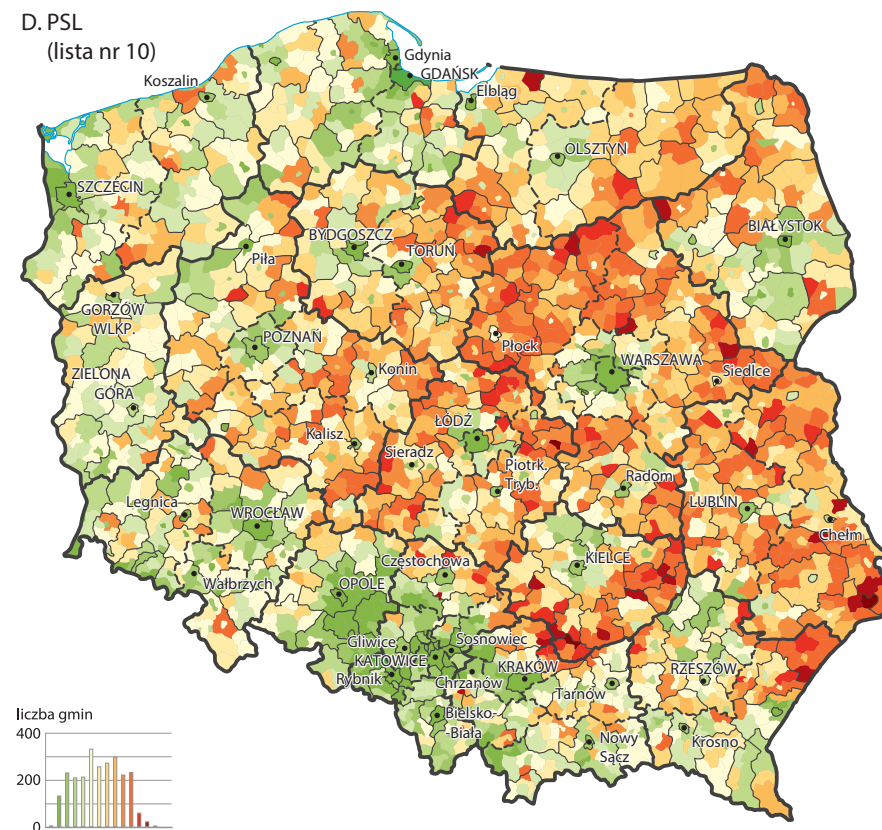 D. PSL
(lista nr 10)
Gdynia
GDAŃSK
Koszalin
Elbląg
OLSZTYN
SZCZECIN
BYDGOSZCZ
BIAŁYSTOK
TORUŃ
Piła
GORZÓW
WLKP.
POZNAŃ
Płock
WARSZAWA
Konin
Siedlce
ZIELONA
GÓRA
ŁÓDŹ
Kalisz
Sieradz
Piotrk.
Tryb.
Radom
Legnica
LUBLIN
WROCŁAW
Chełm
Częstochowa
KIELCE
Wałbrzych
OPOLE
Gliwice
Sosnowiec
KATOWICE
KRAKÓW
RZESZÓW
Rybnik
Chrzanów
Tarnów
Bielsko-
-Biała
Nowy
Sącz
Krosno
liczba gmin
400
200
0